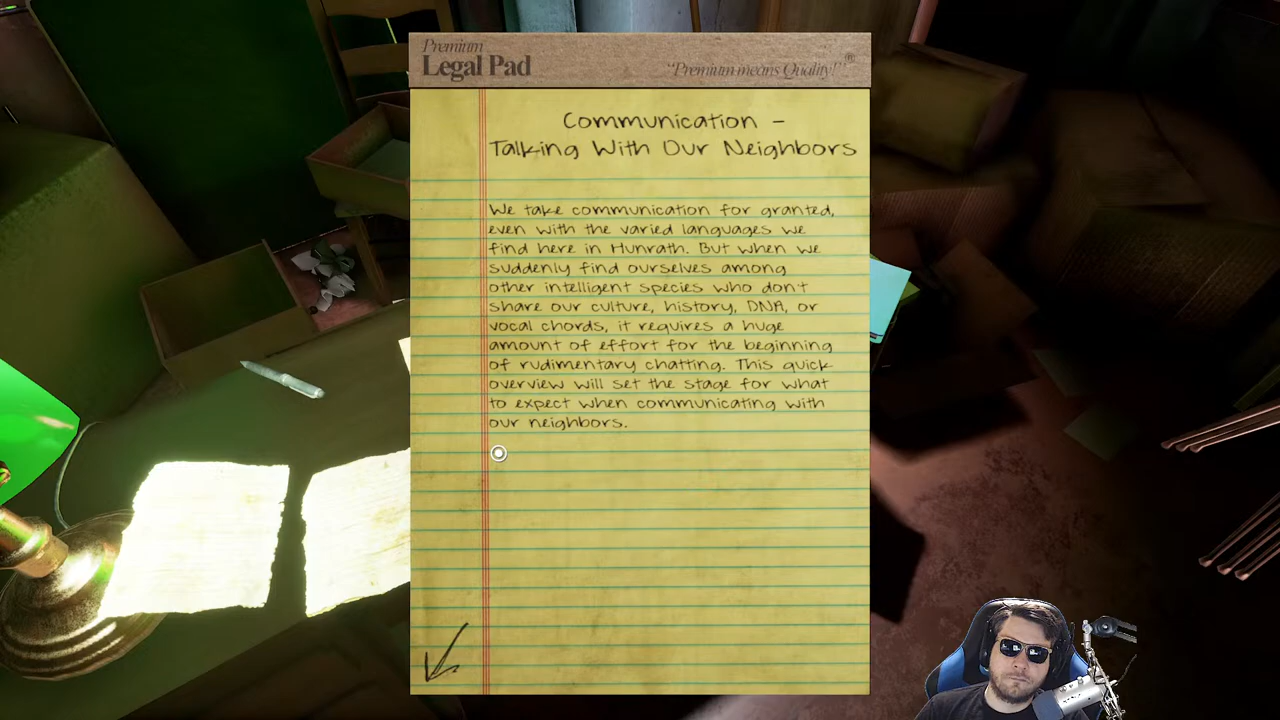 Premium
Legal Pad
"Premium means Quality!"®
Communication –
Talking With Our Neighbors
We take communication for granted,
even with the varied languages we
find here in Hunrath. But when we
suddenly find ourselves among
other intelligent species who don't
share our culture, history, DNA, or
vocal chords, it requires a huge
amount of effort for the beginning
of rudimentary chatting. This quick
overview will set the stage for what
to expect when communicating with
our neighbors.